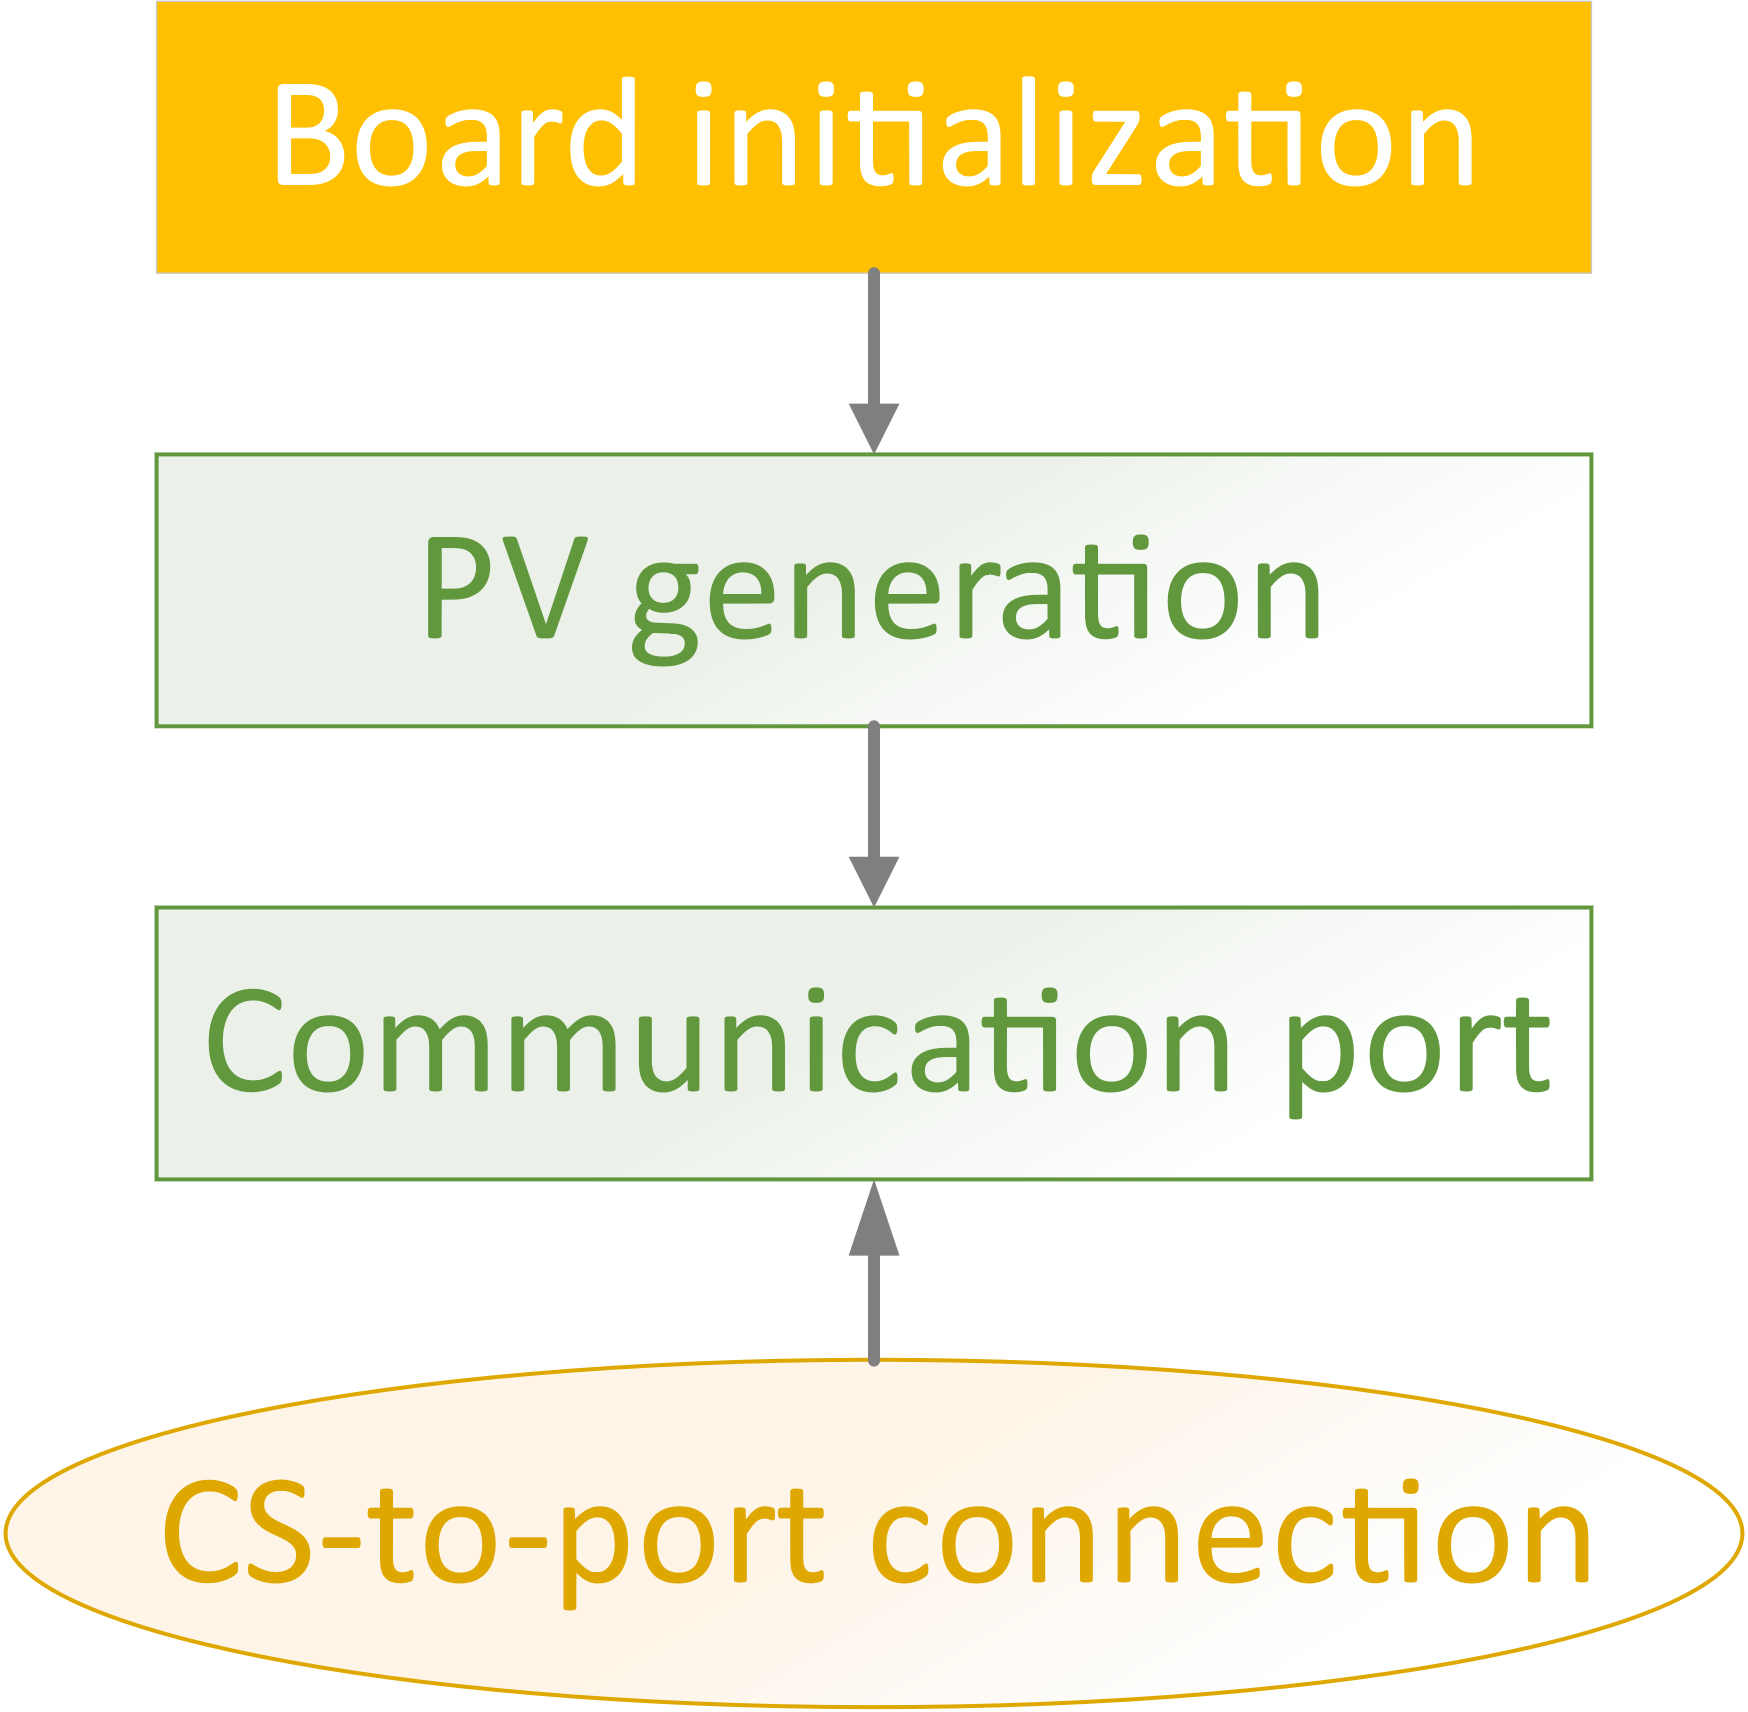 Board initialization
PV generation
Communication port
CS-to-port connection